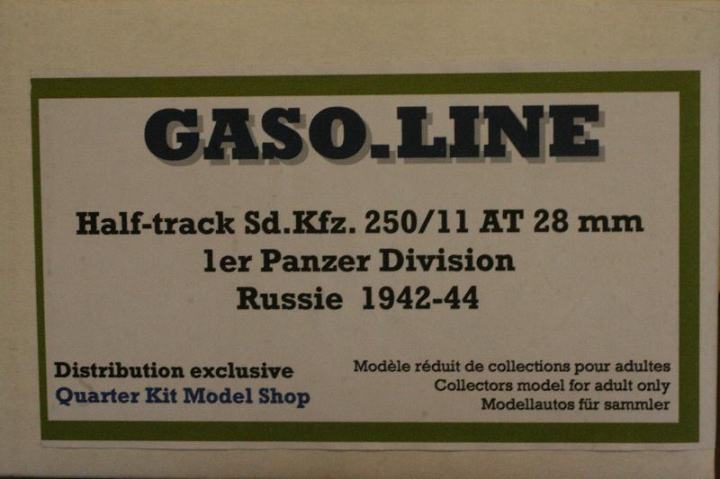 GASO.LINE
Half-track Sd.Kfz. 250/11 AT 28 mm
1er Panzer Division
Russie 1942-44
Distribution exclusive
Quarter Kit Model Shop
Modèle réduit de collections pour adultes
Collectors model for adult only
Modellautos für sammler